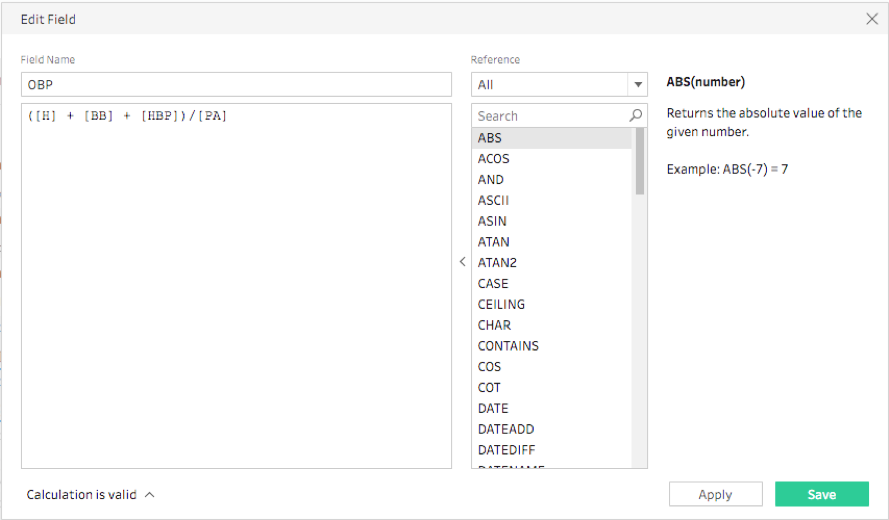 Edit Field
Field Name
OBP
([H] + [BB] + [HBP])/[PA]
Reference
All
Search
ABS
ACOS
AND
ASCII
ASIN
ATAN
ATAN2
CASE
CEILING
CHAR
CONTAINS
COS
COT
DATE
DATEADD
DATEDIFF
DATENAME
ABS(number)
Returns the absolute value of the
given number.
Example: ABS(-7) = 7
Calculation is valid
Apply
Save